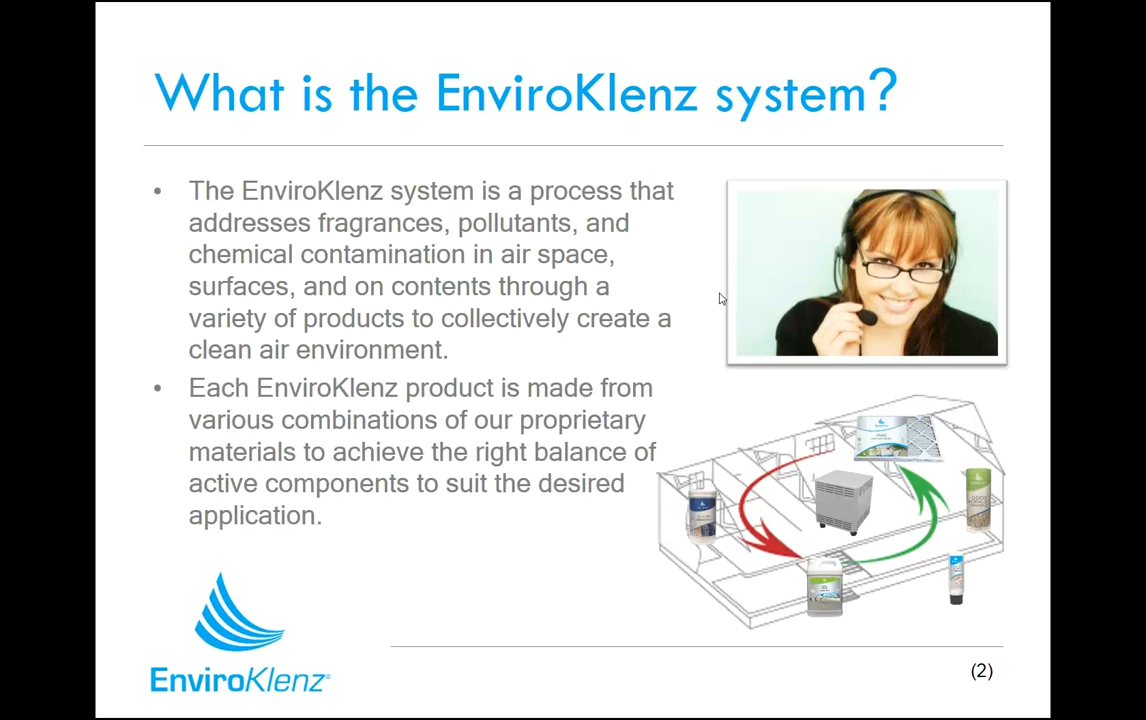 What is the EnviroKlenz system?
• The EnviroKlenz system is a process that
addresses fragrances, pollutants, and
chemical contamination in air space,
surfaces, and on contents through a
variety of products to collectively create a
clean air environment.
• Each EnviroKlenz product is made from
various combinations of our proprietary
materials to achieve the right balance of
active components to suit the desired
application.
EnviroKlenz®
(2)